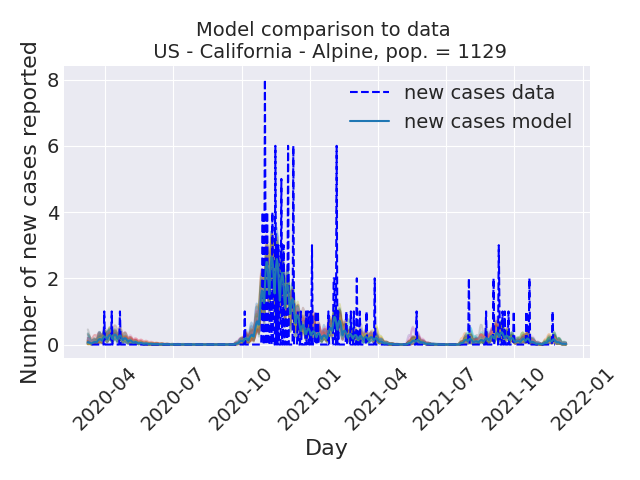 Model comparison to data
US - California - Alpine, pop. = 1129
Number of new cases reported
8
6
4
2
0
new cases data
new cases model
2020-04
2020-07
2020-10
2021-01
2021-04
2021-07
2021-10
2022-01
Day